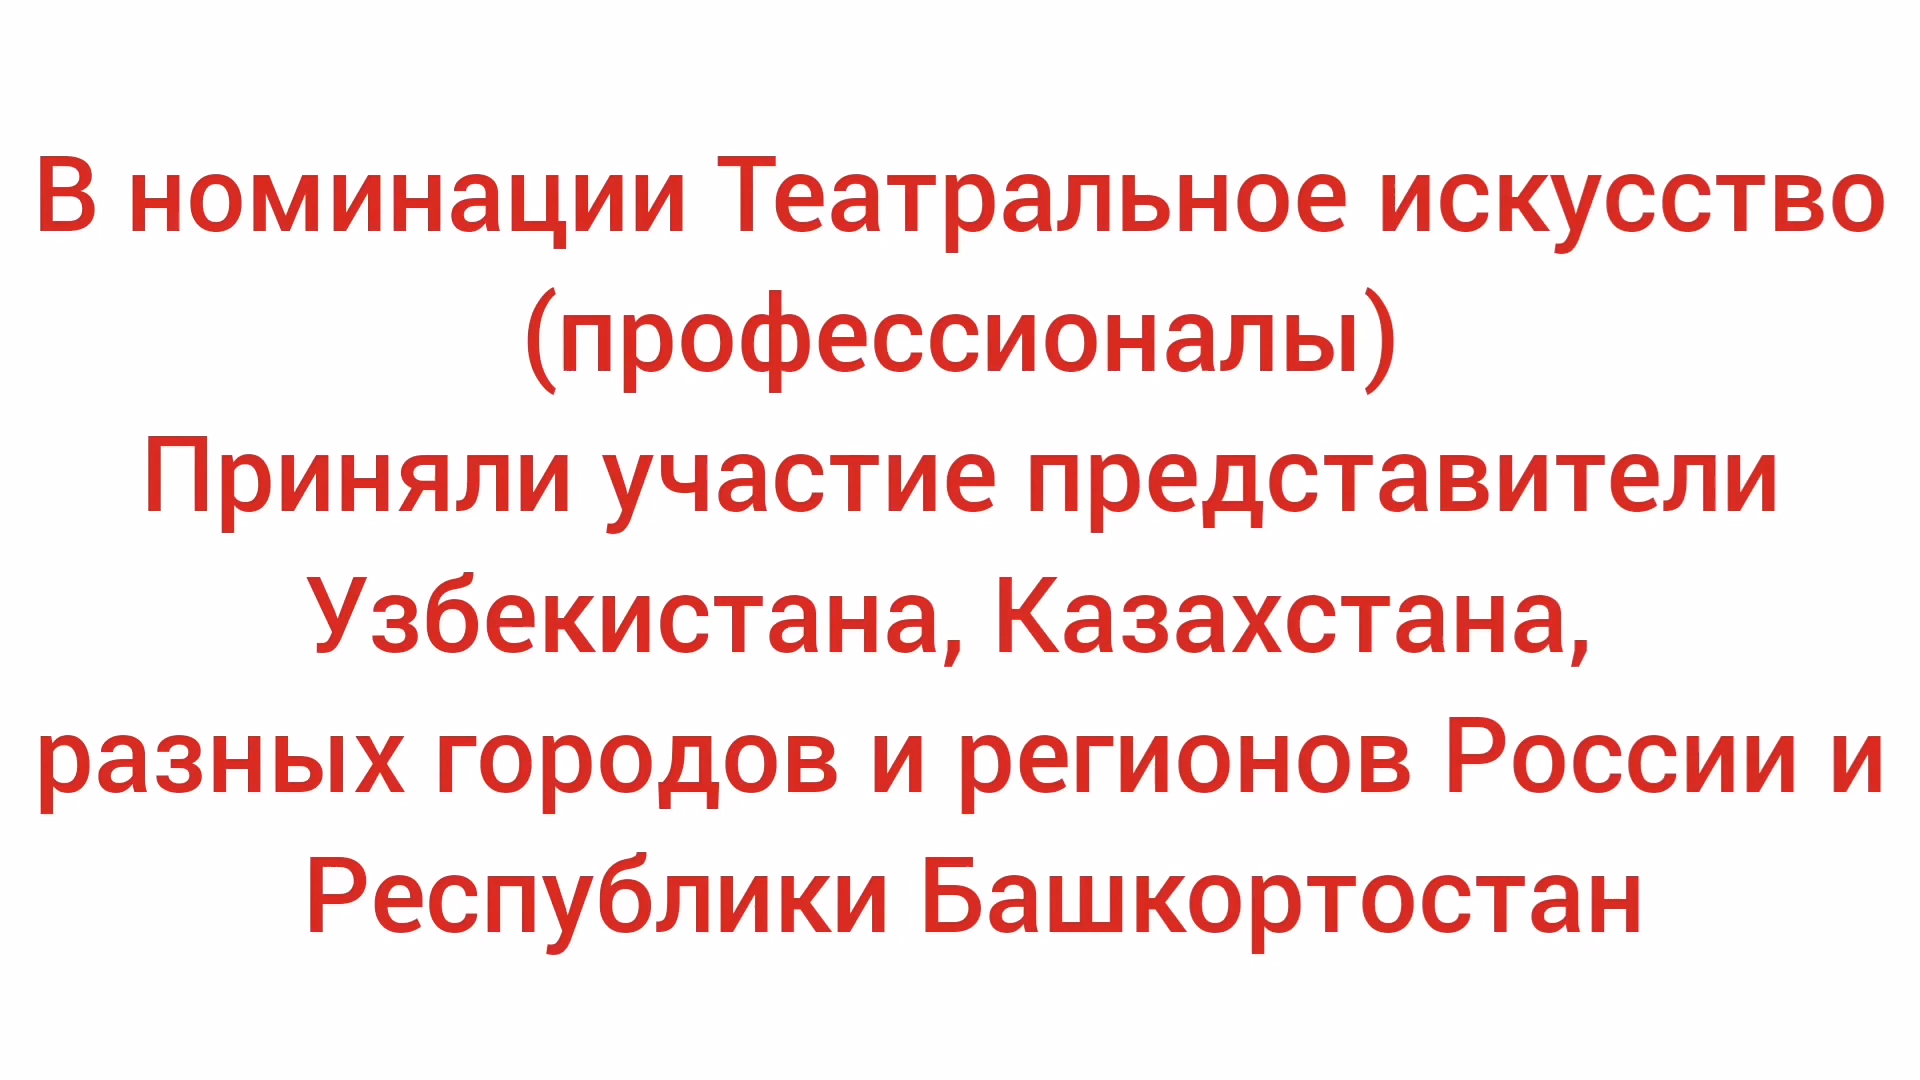 В номинации Театральное искусство
(профессионалы)
Приняли участие представители
Узбекистана, Казахстана,
разных городов и регионов России и
Республики Башкортостан